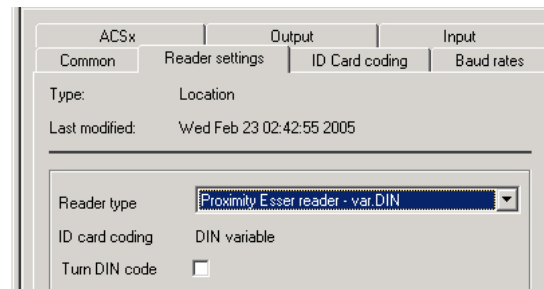 ACSx Output Input
Common Reader settings ID Card coding Baud rates
Type: Location
Last modified: Wed Feb 23 02:42:55 2005
Reader type Proximity Esser reader - var.DIN
ID card coding DIN variable
Turn DIN code